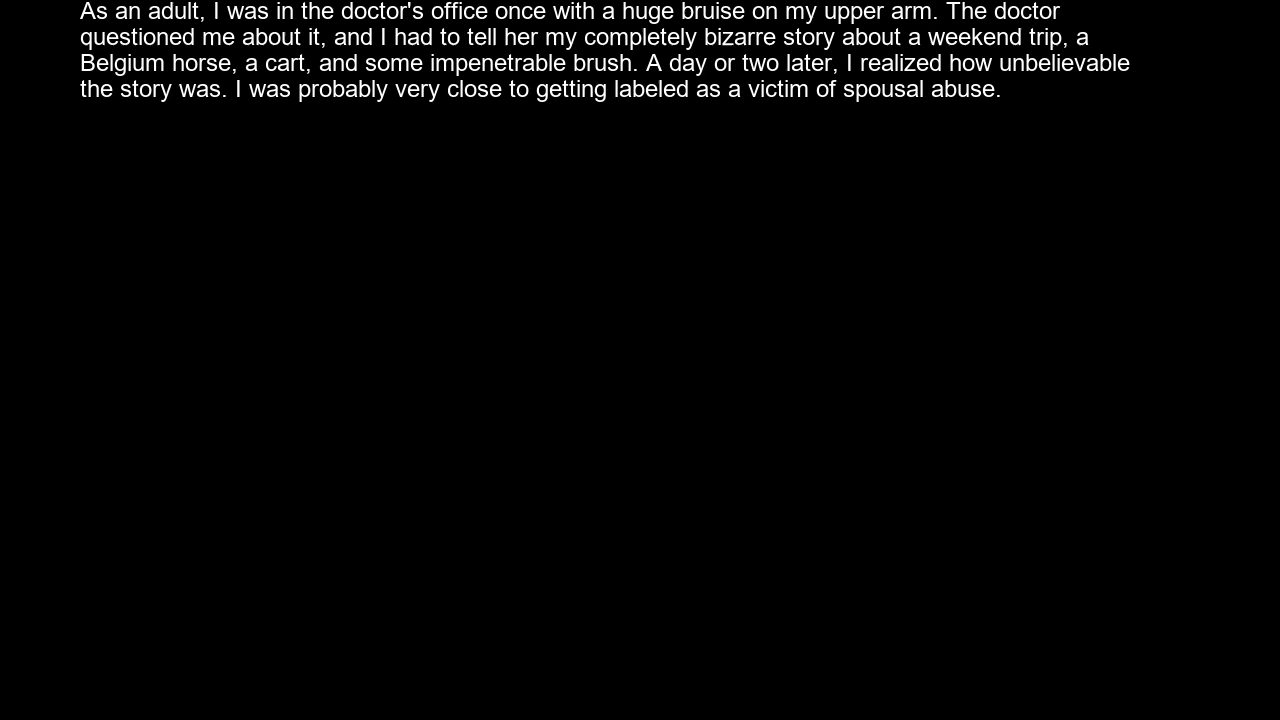 As an adult, I was in the doctor's office once with a huge bruise on my upper arm. The doctor
questioned me about it, and I had to tell her my completely bizarre story about a weekend trip, a
Belgium horse, a cart, and some impenetrable brush. A day or two later, I realized how unbelievable
the story was. I was probably very close to getting labeled as a victim of spousal abuse.